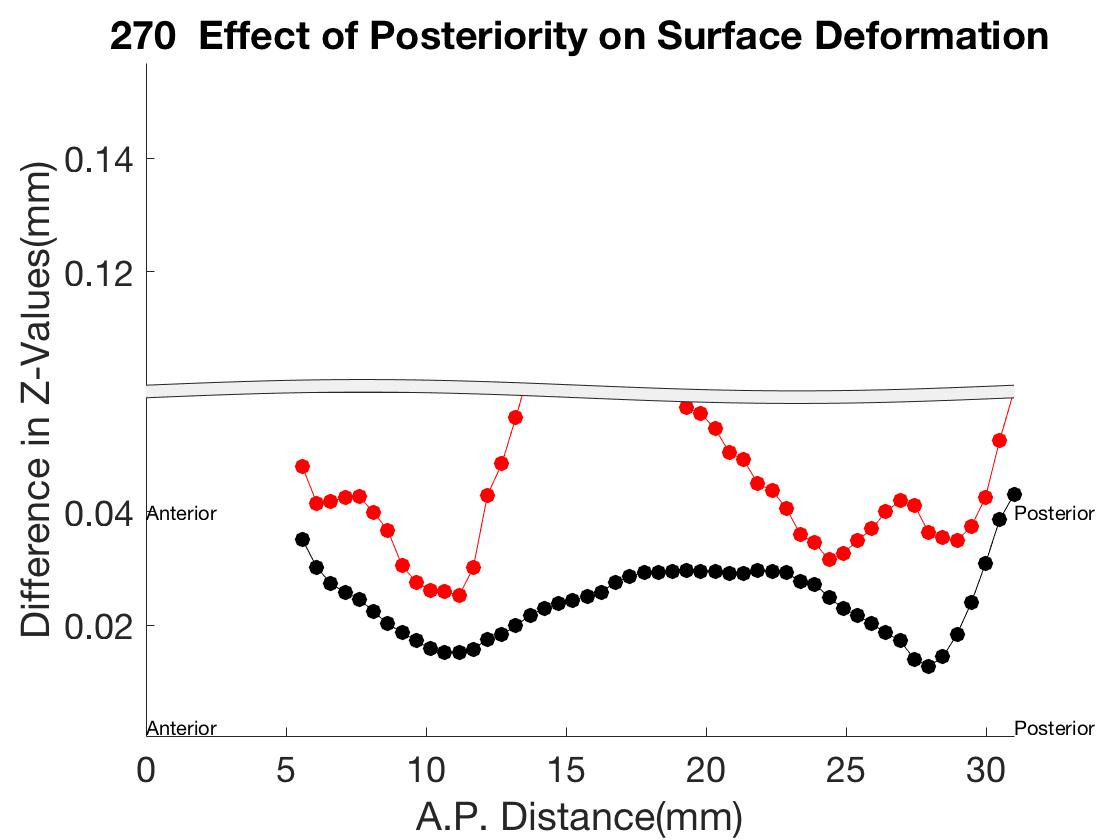 270  Effect of Posteriority on Surface Deformation
Difference in Z-Values(mm)
0.14
0.12
0.04
Anterior
Posterior
0.02
Anterior
Posterior
0 5 10 15 20 25 30
A.P. Distance(mm)